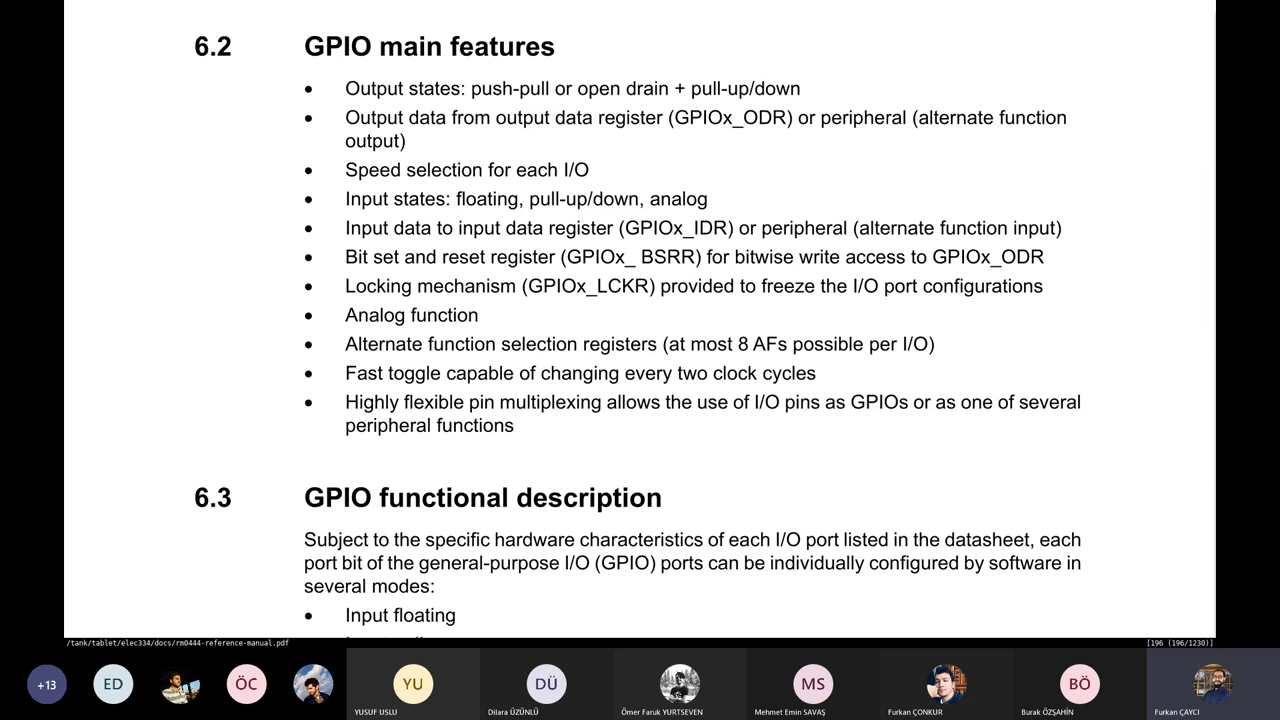 6.2 GPIO main features
• Output states: push-pull or open drain + pull-up/down
• Output data from output data register (GPIOx_ODR) or peripheral (alternate function
output)
• Speed selection for each I/O
• Input states: floating, pull-up/down, analog
• Input data to input data register (GPIOx_IDR) or peripheral (alternate function input)
• Bit set and reset register (GPIOx_ BSRR) for bitwise write access to GPIOx_ODR
• Locking mechanism (GPIOx_LCKR) provided to freeze the I/O port configurations
• Analog function
• Alternate function selection registers (at most 8 AFs possible per I/O)
• Fast toggle capable of changing every two clock cycles
• Highly flexible pin multiplexing allows the use of I/O pins as GPIOs or as one of several
peripheral functions
6.3 GPIO functional description
Subject to the specific hardware characteristics of each I/O port listed in the datasheet, each
port bit of the general-purpose I/O (GPIO) ports can be individually configured by software in
several modes:
• Input floating
/tank/tablet/elec334/docs/rm0444-reference-manual.pdf [196 (196/1230)]
+13 ED ÖC YU DÜ MS BÖ
YUSUF USLU Dilara ÜZÜNLÜ Ömer Faruk YURTSEVEN Mehmet Emin SAVAŞ Furkan ÇONKUR Burak ÖZŞAHİN Furkan ÇAYCI